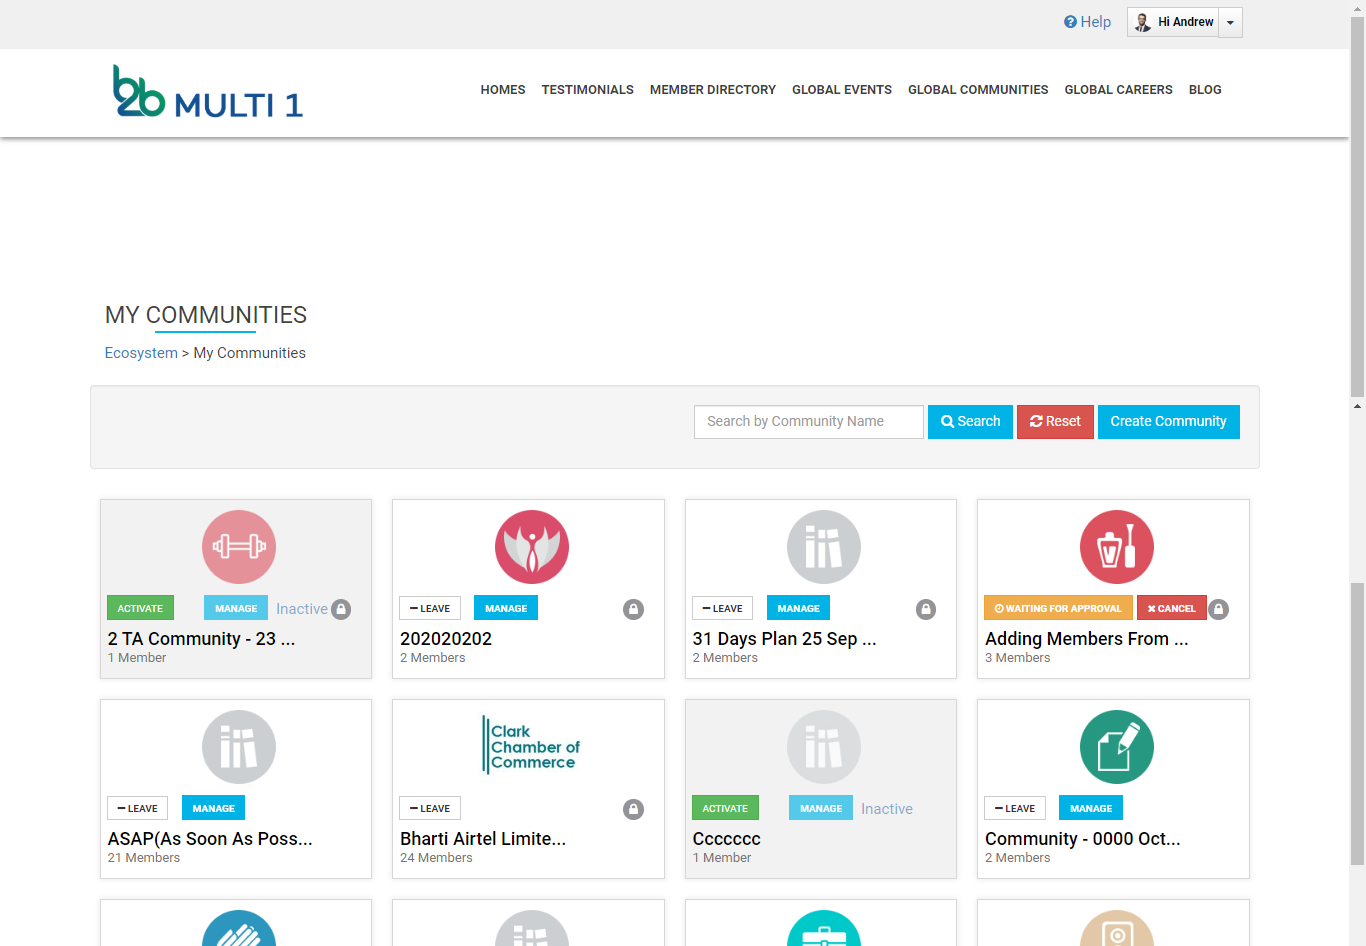 Help
Hi Andrew
b2b MULTI 1
HOMES TESTIMONIALS MEMBER DIRECTORY GLOBAL EVENTS GLOBAL COMMUNITIES GLOBAL CAREERS BLOG
MY COMMUNITIES
Ecosystem > My Communities
Search by Community Name
Search
Reset
Create Community
ACTIVATE
MANAGE
Inactive
2 TA Community - 23 ...
1 Member
LEAVE
MANAGE
202020202
2 Members
LEAVE
MANAGE
31 Days Plan 25 Sep ...
2 Members
WAITING FOR APPROVAL
CANCEL
Adding Members From ...
3 Members
LEAVE
MANAGE
ASAP(As Soon As Poss...
21 Members
Clark
Chamber of
Commerce
LEAVE
Bharti Airtel Limite...
24 Members
ACTIVATE
MANAGE
Inactive
Ccccccc
1 Member
LEAVE
MANAGE
Community - 0000 Oct...
2 Members